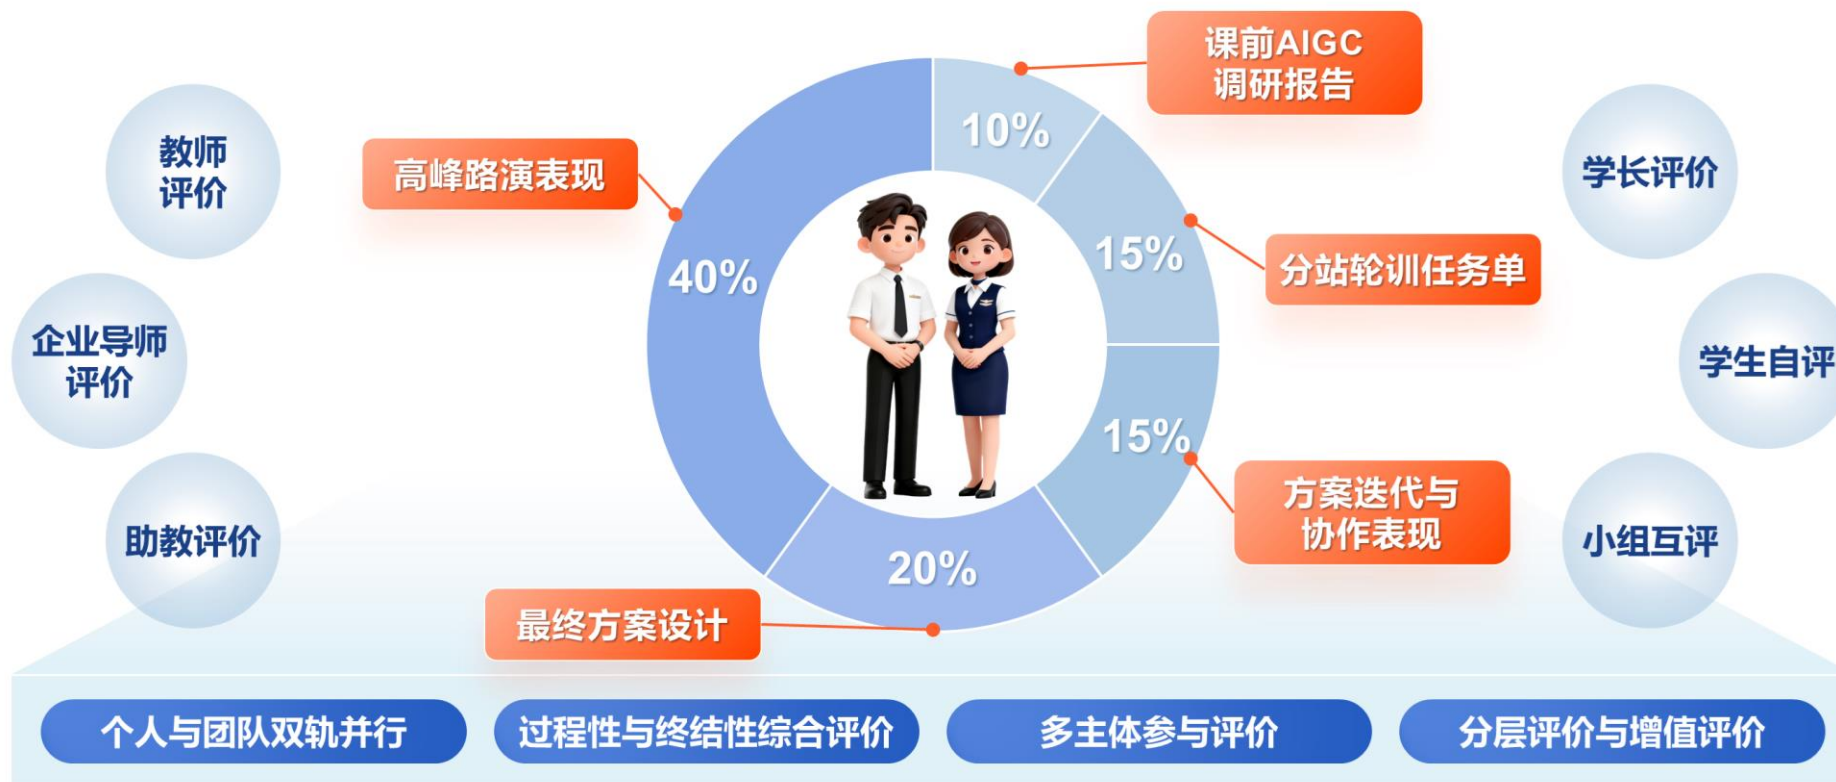 课前AIGC
调研报告
教师
评价
高峰路演表现
10%
学长评价
15%
分站轮训任务单
40%
企业导师
评价
学生自评
15%
方案迭代与
协作表现
助教评价
小组互评
20%
最终方案设计
个人与团队双轨并行
过程性与终结性综合评价
多主体参与评价
分层评价与增值评价